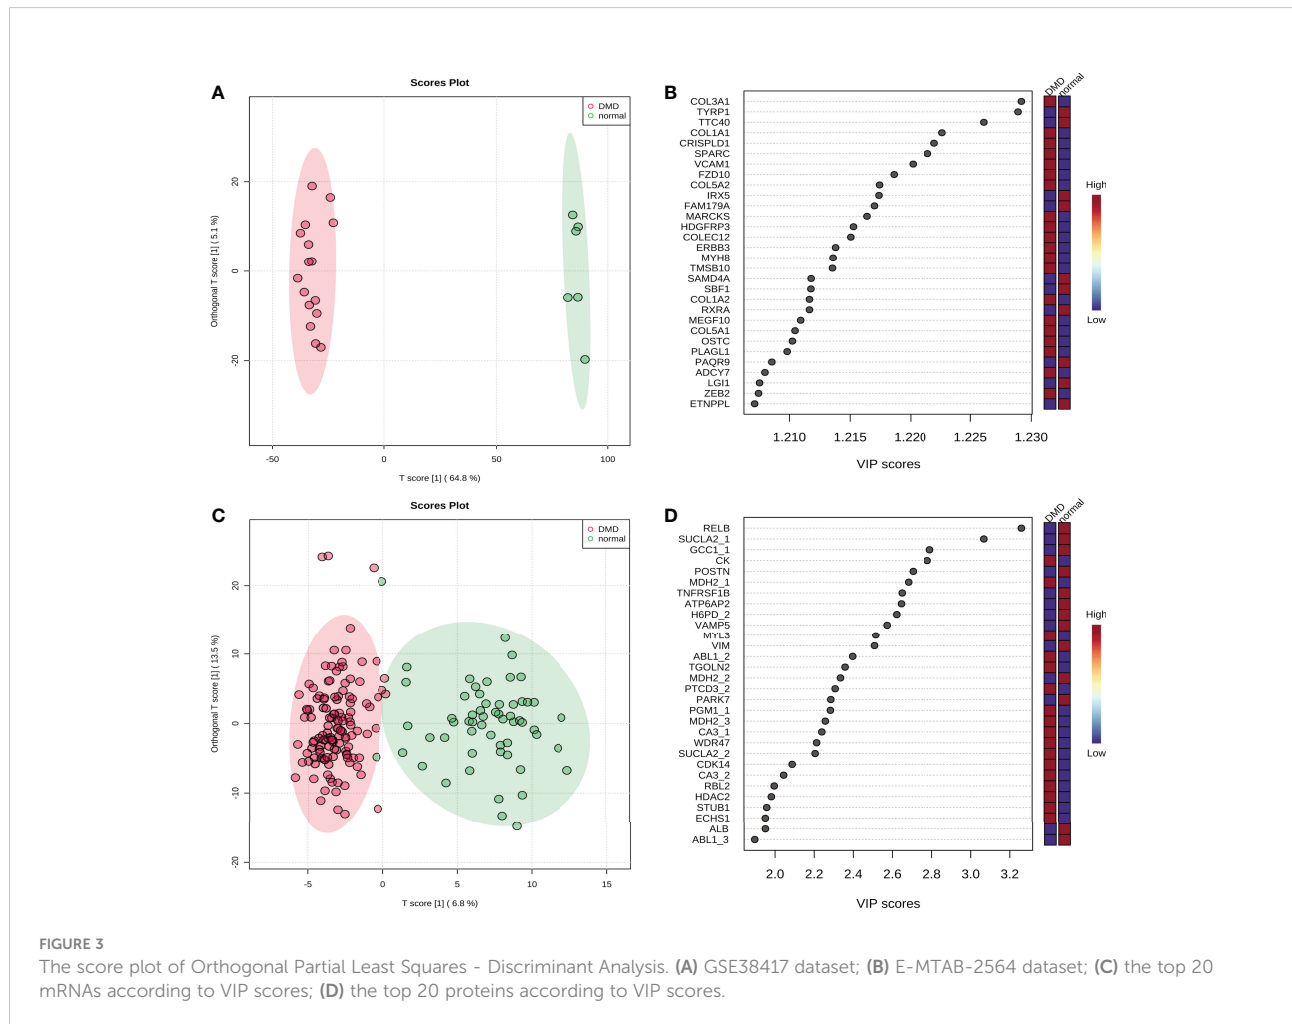 A
Scores Plot
DMD
normal
Orthogonal T score [1] ( 5.1 %)
20
0
-20
-50
0
50
100
T score [1] ( 64.8 %)
B
DMD
normal
COL3A1
TYRP1
TTC40
COL1A1
CRISPLD1
SPARC
VCAM1
FZD10
COL5A2
IRX5
FAM179A
MARCKS
HDGFRP3
COLEC12
ERBB3
MYH8
TMSB10
SAMD4A
SBF1
COL1A2
RXRA
MEGF10
COL5A1
OSTC
PLAGL1
PAQR9
ADCY7
LGI1
ZEB2
ETNPPL
High
Low
1.210
1.215
1.220
1.225
1.230
VIP scores
C
Scores Plot
DMD
normal
Orthogonal T score [1] ( 13.5 %)
20
10
0
-10
-20
-5
0
5
10
15
T score [1] ( 6.8 %)
D
DMD
normal
RELB
SUCLA2_1
GCC1_1
CK
POSTN
MDH2_1
TNFRSF1B
ATP6AP2
H6PD_2
VAMP5
MYL3
VIM
ABL1_2
TGOLN2
MDH2_2
PTCD3_2
PARK7
PGM1_1
MDH2_3
CA3_1
WDR47
SUCLA2_2
CDK14
CA3_2
RBL2
HDAC2
STUB1
ECHS1
ALB
ABL1_3
High
Low
2.0
2.2
2.4
2.6
2.8
3.0
3.2
VIP scores
FIGURE 3
The score plot of Orthogonal Partial Least Squares - Discriminant Analysis. (A) GSE38417 dataset; (B) E-MTAB-2564 dataset; (C) the top 20
mRNAs according to VIP scores; (D) the top 20 proteins according to VIP scores.